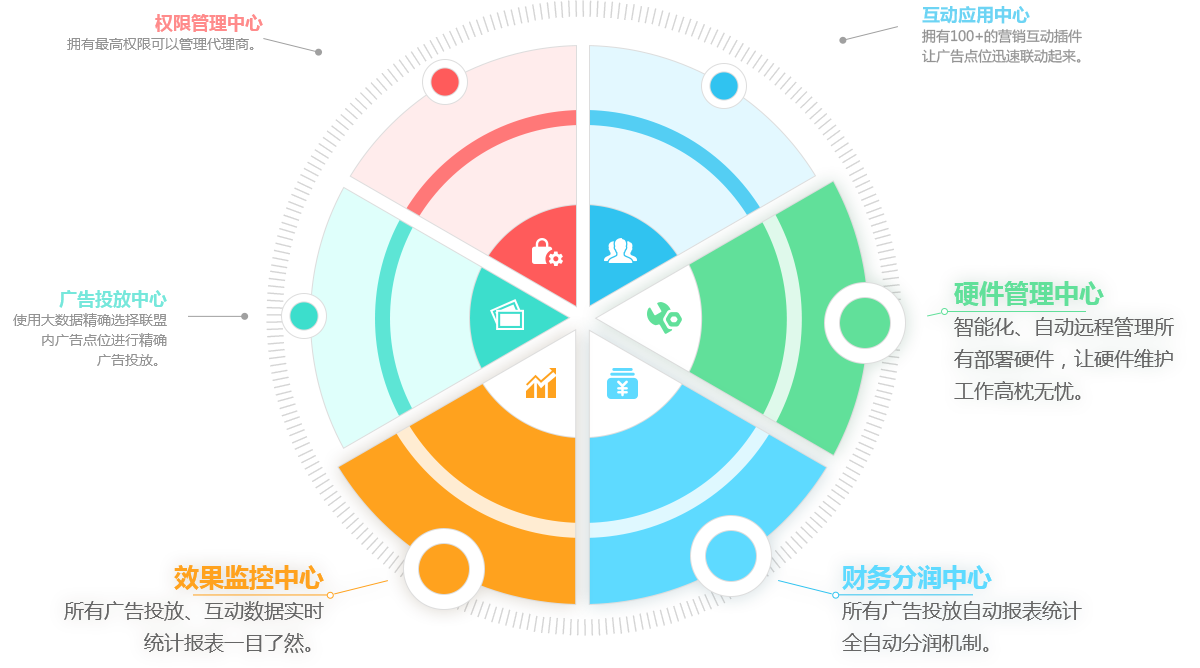 权限管理中心
拥有最高权限可以管理代理商。
互动应用中心
拥有100+的营销互动插件
让广告点位迅速联动起来。
广告投放中心
使用大数据精确选择联盟
内广告点位进行精确
广告投放。
硬件管理中心
智能化、自动远程管理所
有部署硬件，让硬件维护
工作高枕无忧。
效果监控中心
所有广告投放、互动数据实时
统计报表一目了然。
财务分润中心
所有广告投放自动报表统计
全自动分润机制。